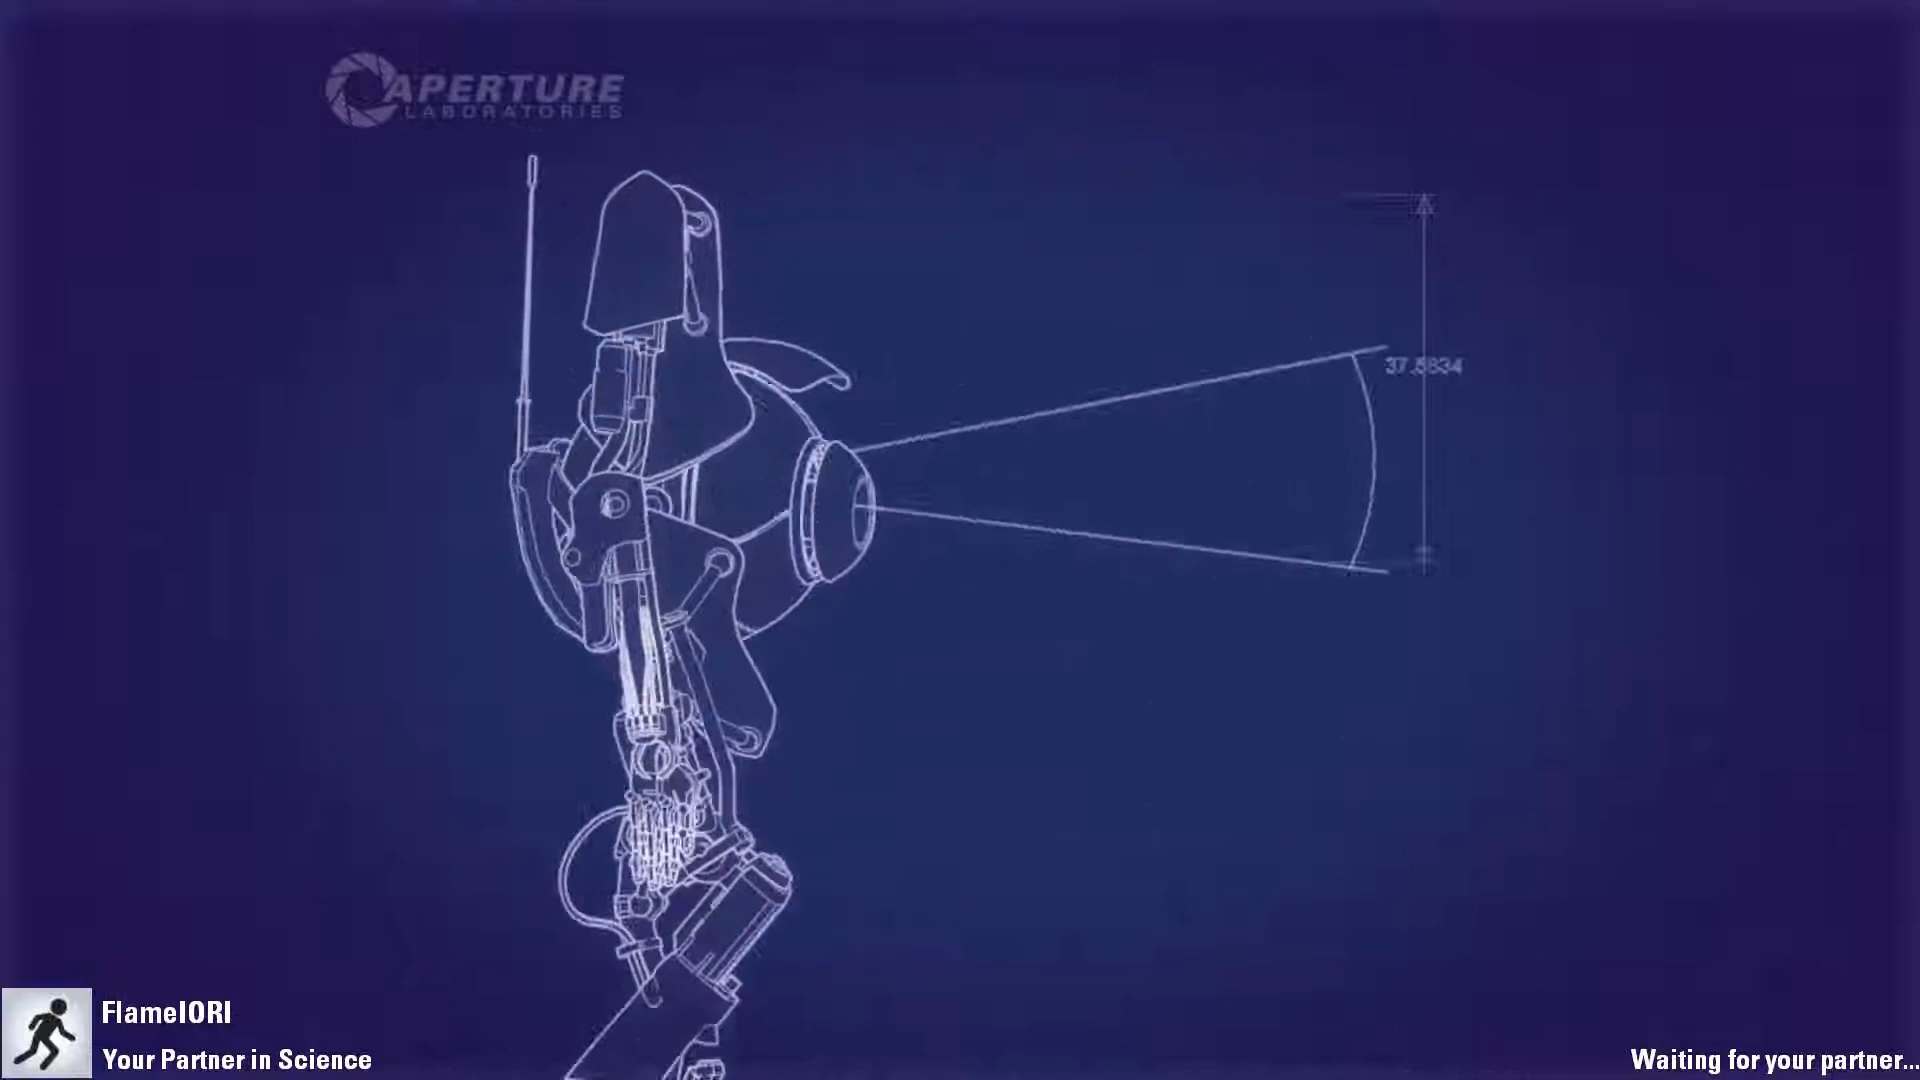 APERTURE
LABORATORIES
37.5834
FlameIORI
Your Partner in Science
Waiting for your partner...